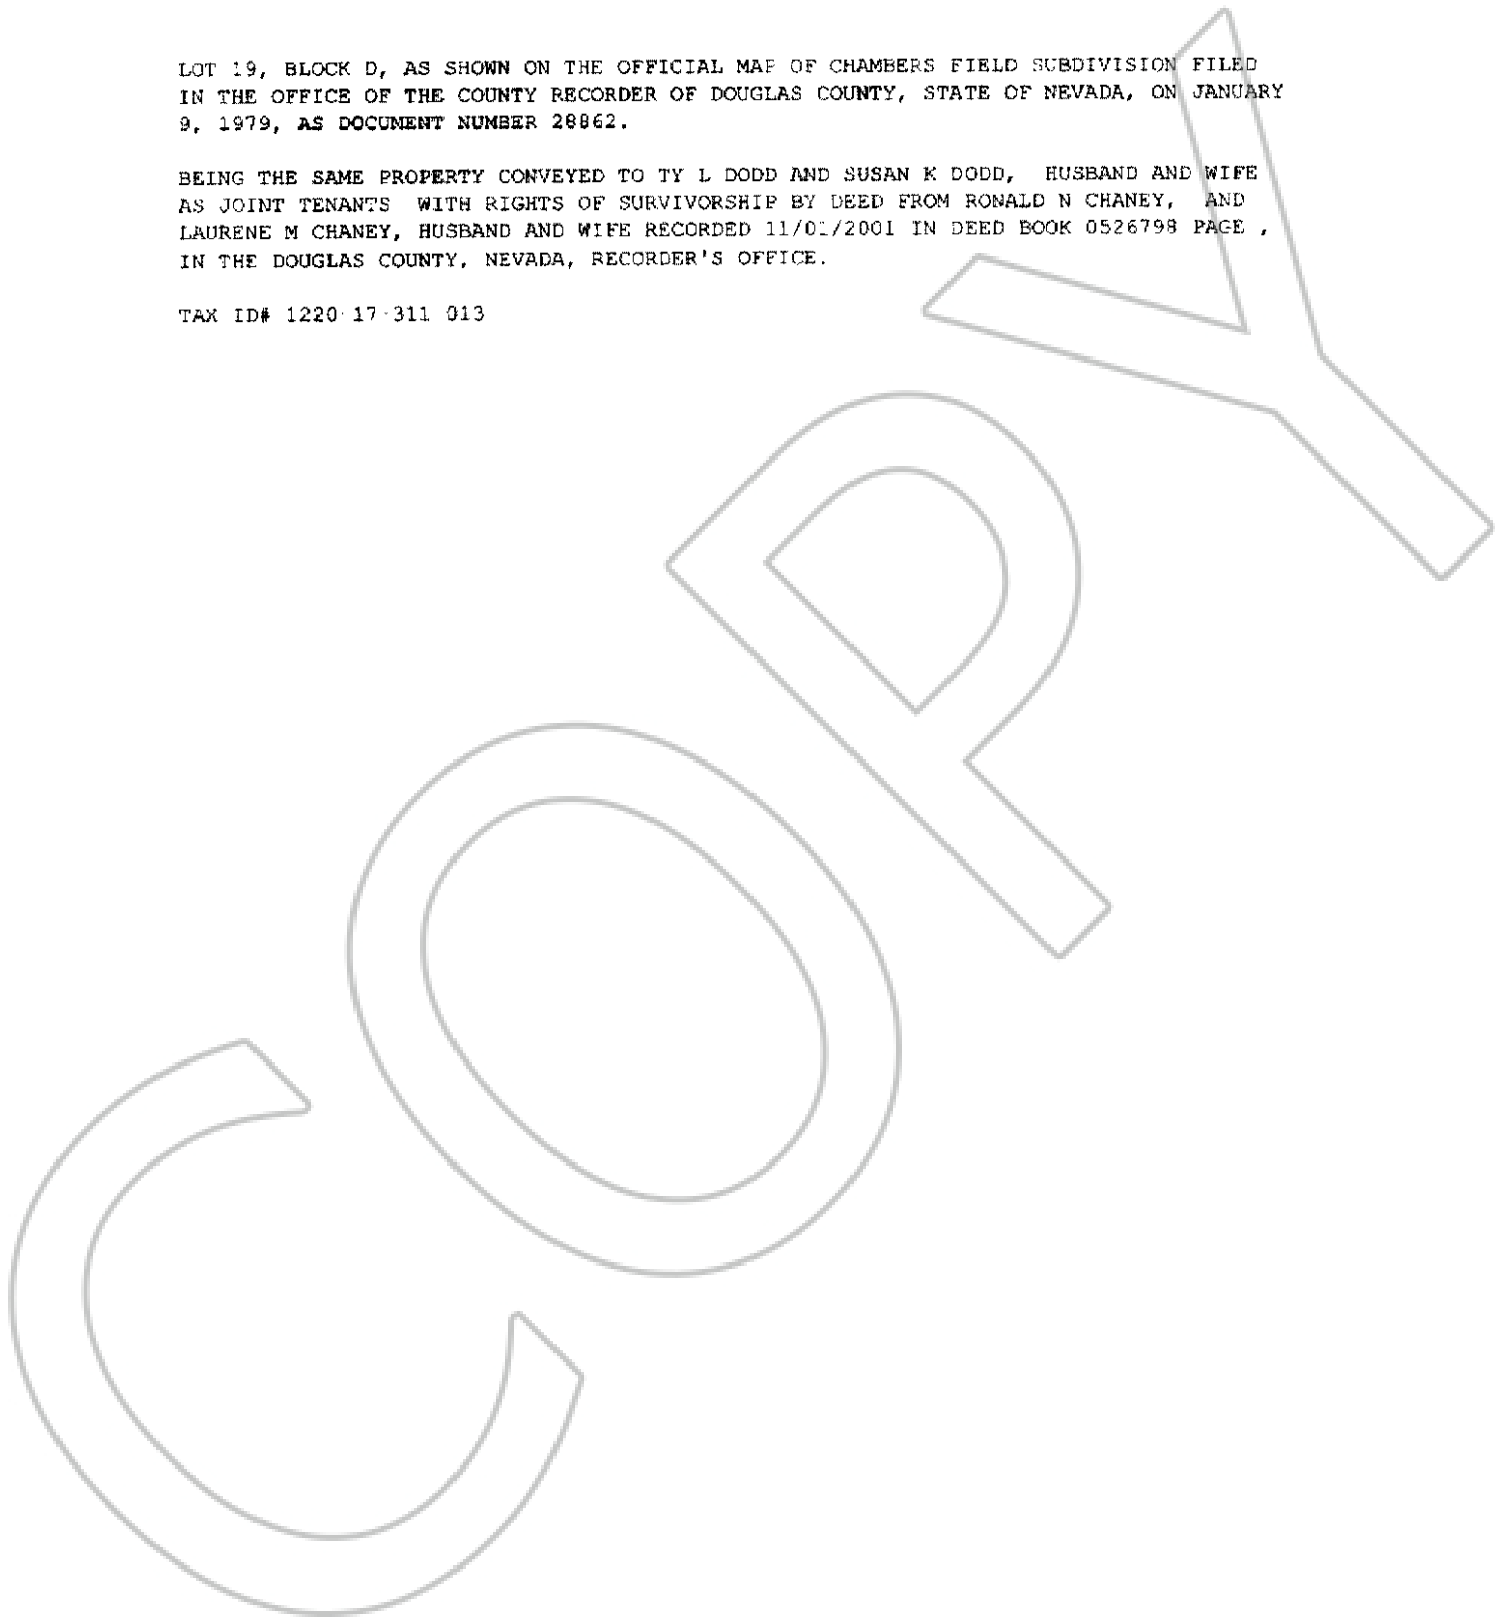 LOT 19, BLOCK D, AS SHOWN ON THE OFFICIAL MAP OF CHAMBERS FIELD SUBDIVISION FILED
IN THE OFFICE OF THE COUNTY RECORDER OF DOUGLAS COUNTY, STATE OF NEVADA, ON JANUARY
9, 1979, AS DOCUMENT NUMBER 28862.
BEING THE SAME PROPERTY CONVEYED TO TY L DODD AND SUSAN K DODD, HUSBAND AND WIFE
AS JOINT TENANTS WITH RIGHTS OF SURVIVORSHIP BY DEED FROM RONALD N CHANEY, AND
LAURENE M CHANEY, HUSBAND AND WIFE RECORDED 11/01/2001 IN DEED BOOK 0526798 PAGE ,
IN THE DOUGLAS COUNTY, NEVADA, RECORDER'S OFFICE.
TAX ID# 1220-17-311 013
COPY